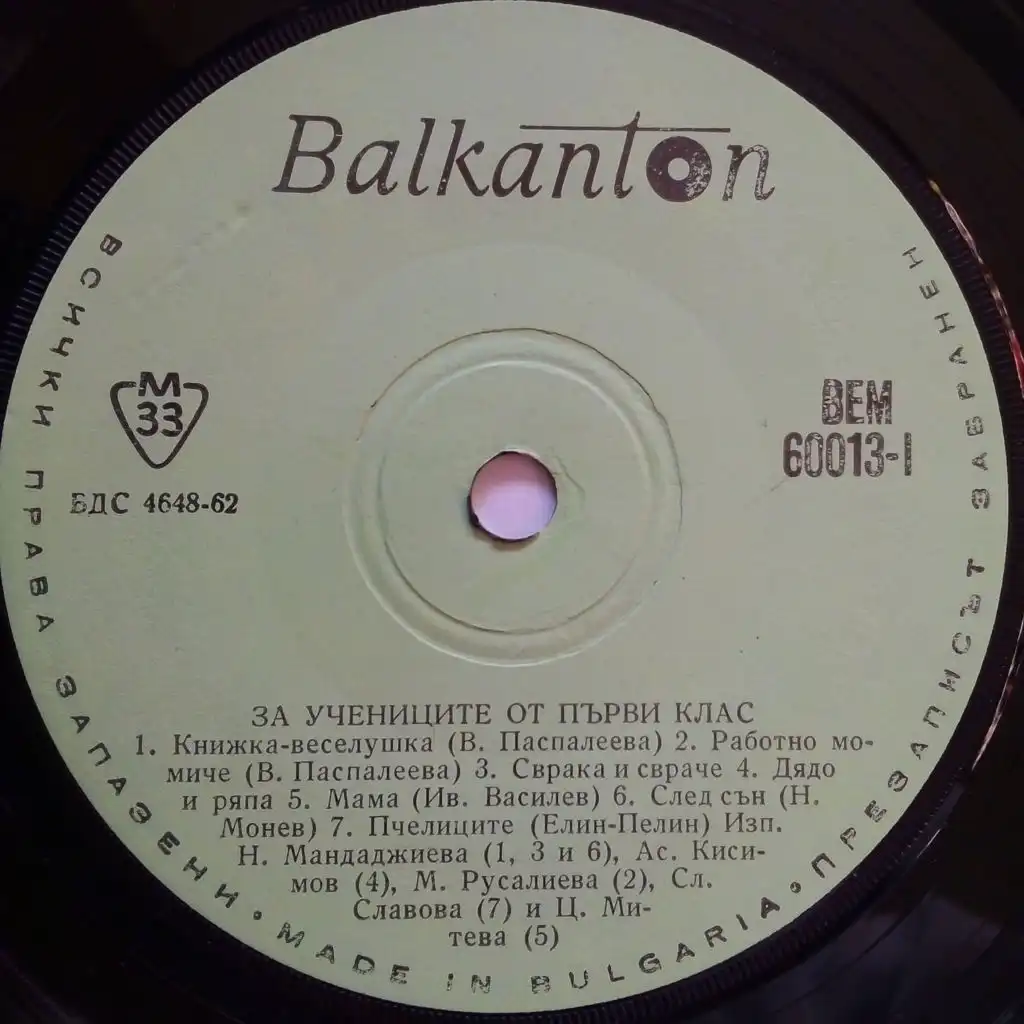 Balkanton
М
33
БДС 4648-62
ВЕМ
60013-I
ЗА УЧЕНИЦИТЕ ОТ ПЪРВИ КЛАС
1. Книжка-веселушка (В. Паспалеева) 2. Работно мо-
миче (В. Паспалеева) 3. Сврака и свраче 4. Дядо
и ряпа 5. Мама (Ив. Василев) 6. След сън (Н.
Монев) 7. Пчелиците (Елин-Пелин) Изп.
Н. Мандаджиева (1, 3 и 6), Ас. Киси-
мов (4), М. Русалиева (2), Сл.
Славова (7) и Ц. Ми-
тева (5)
ВСИЧКИ ПРАВА ЗАПАЗЕНИ • MADE IN BULGARIA • ПРЕЗАПИСЪТ ЗАБРАНЕН